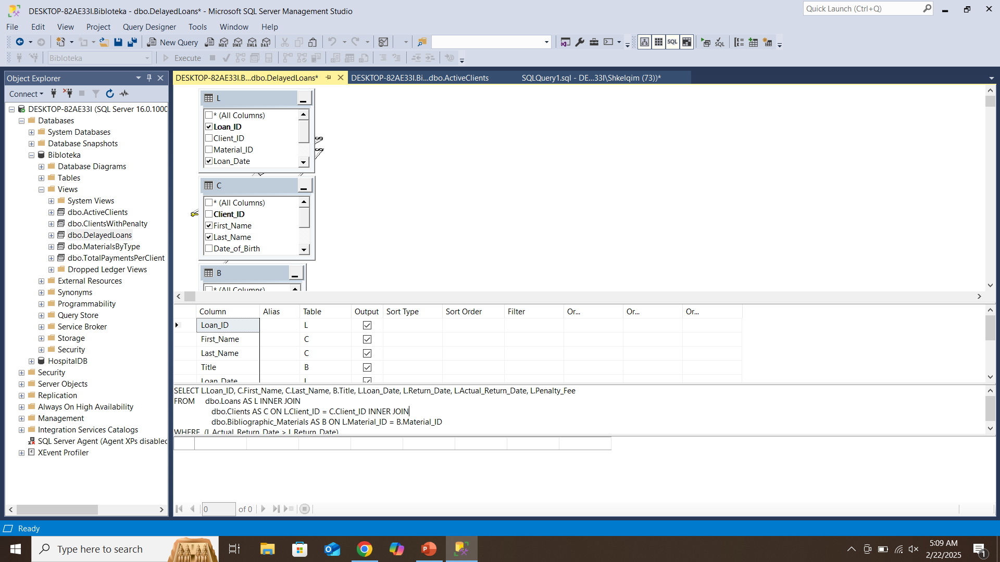 DESKTOP-82AE33I.Bibloteka - dbo.DelayedLoans* - Microsoft SQL Server Management Studio
Quick Launch (Ctrl+Q)
File Edit View Project Query Designer Tools Window Help
New Query MDX DMX XMLA DAX SQL SQL
Bibloteka Execute
Object Explorer
DESKTOP-82AE33I.B...dbo.DelayedLoans* DESKTOP-82AE33I.Bi...dbo.ActiveClients SQLQuery1.sql - DE...33I\Shkelqim (73))*
Connect
DESKTOP-82AE33I (SQL Server 16.0.1000
Databases
System Databases
Database Snapshots
Bibloteka
Database Diagrams
Tables
Views
System Views
dbo.ActiveClients
dbo.ClientsWithPenalty
dbo.DelayedLoans
dbo.MaterialsByType
dbo.TotalPaymentsPerClient
Dropped Ledger Views
External Resources
Synonyms
Programmability
Query Store
Service Broker
Storage
Security
HospitalDB
Security
Server Objects
Replication
Always On High Availability
Management
Integration Services Catalogs
SQL Server Agent (Agent XPs disabled
XEvent Profiler
L
* (All Columns)
Loan_ID
Client_ID
Material_ID
Loan_Date
C
* (All Columns)
Client_ID
First_Name
Last_Name
Date_of_Birth
B
* (All Columns)
Column Alias Table Output Sort Type Sort Order Filter Or... Or... Or...
Loan_ID L
First_Name C
Last_Name C
Title B
Loan_Date L
SELECT L.Loan_ID, C.First_Name, C.Last_Name, B.Title, L.Loan_Date, L.Return_Date, L.Actual_Return_Date, L.Penalty_Fee
FROM dbo.Loans AS L INNER JOIN
dbo.Clients AS C ON L.Client_ID = C.Client_ID INNER JOIN
dbo.Bibliographic_Materials AS B ON L.Material_ID = B.Material_ID
WHERE (L.Actual_Return_Date > L.Return_Date)
0 of 0
Ready
Type here to search
5:09 AM
2/22/2025
1